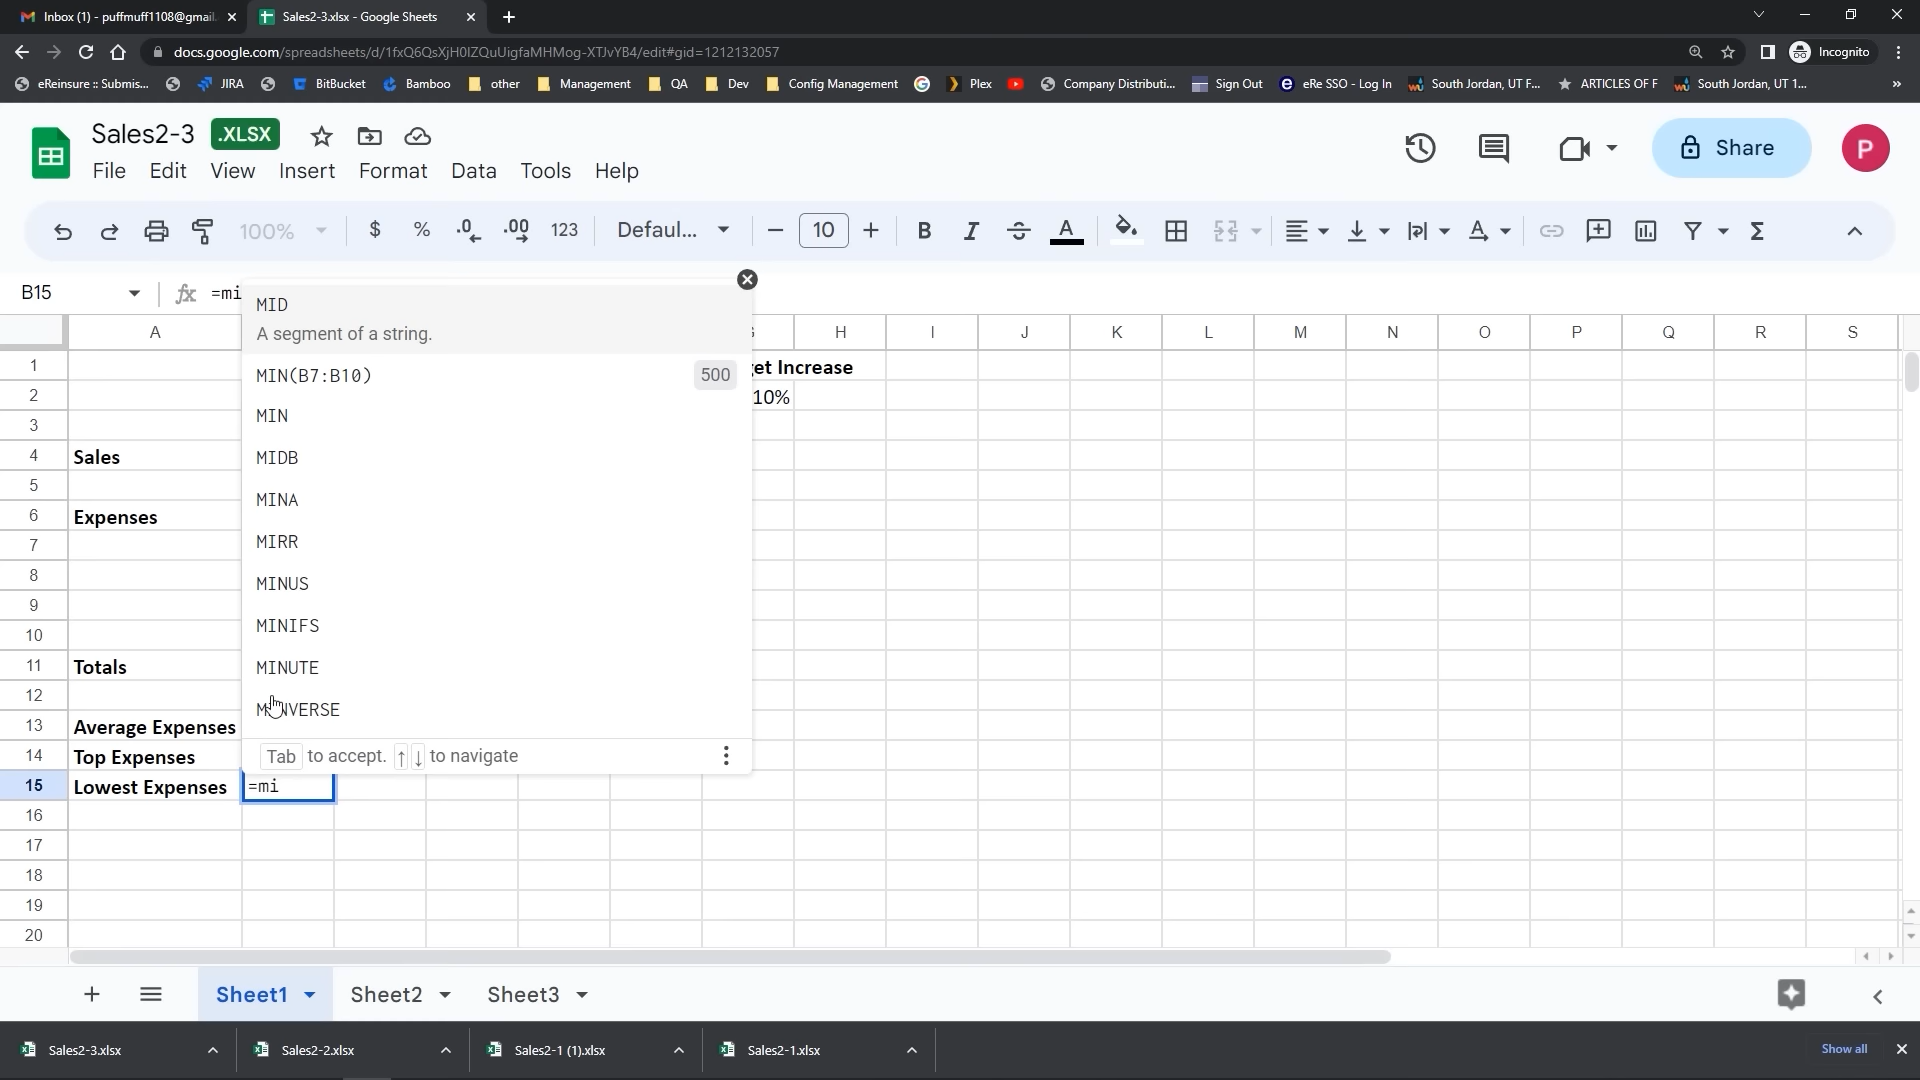 Inbox (1) - puffmuff1108@gmail.
Sales2-3.xlsx - Google Sheets
docs.google.com/spreadsheets/d/1fxQ6QsXjH0IZQuUigfaMHMog-XTJvYB4/edit#gid=1212132057
Incognito
eReinsure :: Submis...
JIRA
BitBucket
Bamboo
other
Management
QA
Dev
Config Management
Plex
Company Distributi...
Sign Out
eRe SSO - Log In
South Jordan, UT F...
ARTICLES OF F
South Jordan, UT 1...
»
Sales2-3 .XLSX
File Edit View Insert Format Data Tools Help
Share
P
100% $ % .0 .00 123 Defaul... 10 B I A Σ
B15 fx =mi
A H I J K L M N O P Q R S
MID
A segment of a string.
MIN(B7:B10) 500
MIN
MIDB
MINA
MIRR
MINUS
MINIFS
MINUTE
Tab to accept. ↑ ↓ to navigate
1 get Increase
2 10%
3
4 Sales
5
6 Expenses
7
8
9
10
11 Totals
12
13 Average Expenses
14 Top Expenses
15 Lowest Expenses =mi
16
17
18
19
20
Sheet1 Sheet2 Sheet3
Sales2-3.xlsx
Sales2-2.xlsx
Sales2-1 (1).xlsx
Sales2-1.xlsx
Show all